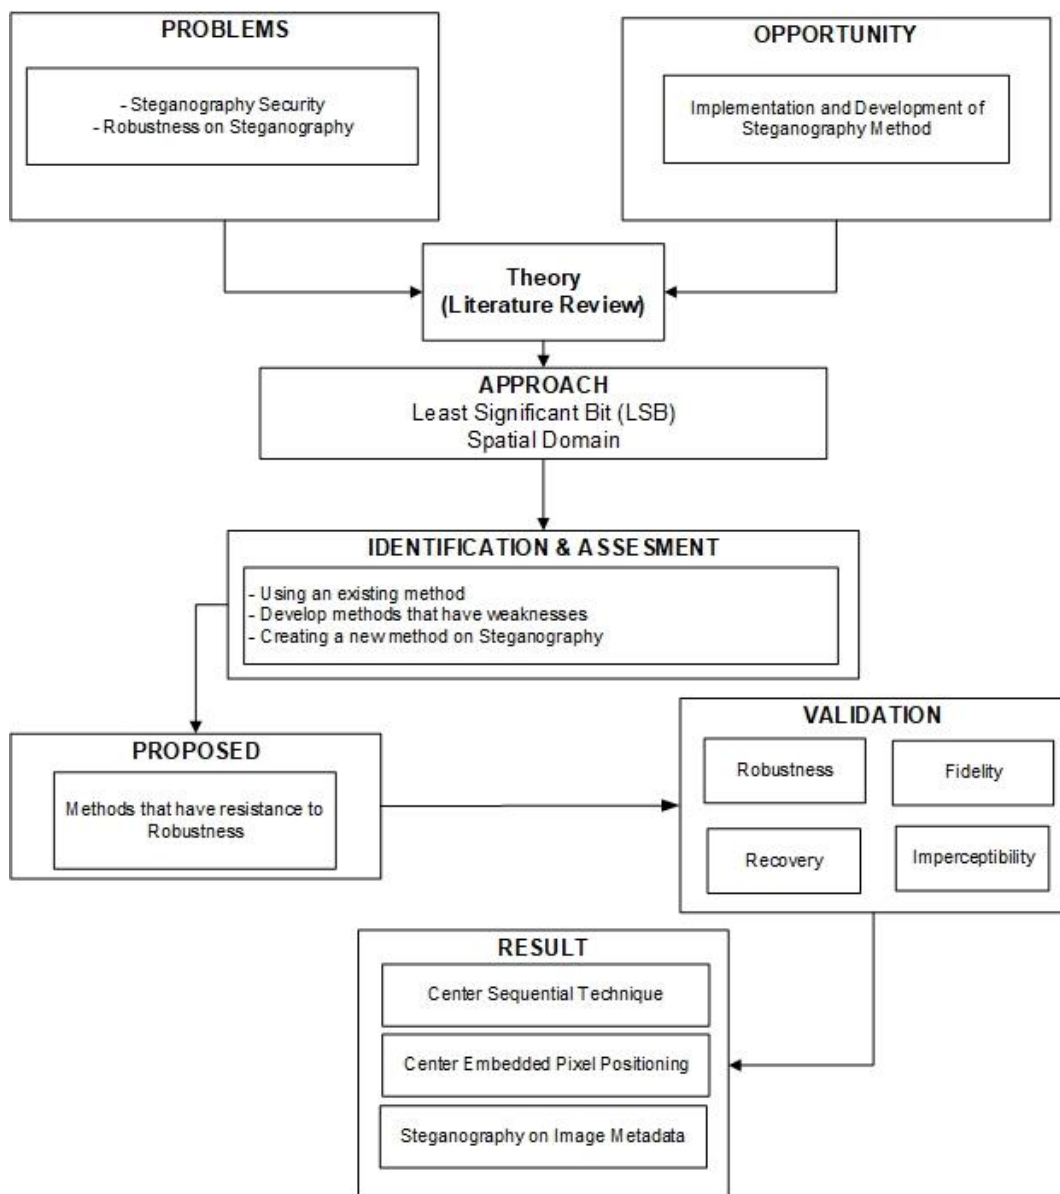 PROBLEMS
- Steganography Security
- Robustness on Steganography
OPPORTUNITY
Implementation and Development of
Steganography Method
Theory
(Literature Review)
APPROACH
Least Significant Bit (LSB)
Spatial Domain
IDENTIFICATION & ASSESMENT
- Using an existing method
- Develop methods that have weaknesses
- Creating a new method on Steganography
PROPOSED
Methods that have resistance to
Robustness
VALIDATION
Robustness
Fidelity
Recovery
Imperceptibility
RESULT
Center Sequential Technique
Center Embedded Pixel Positioning
Steganography on Image Metadata